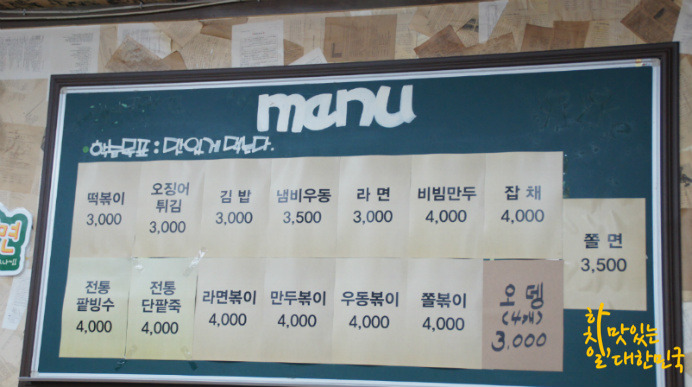 menu
떡볶이
3,000
오징어
튀김
3,000
김밥
3,000
냄비우동
3,500
라면
3,000
비빔만두
4,000
잡채
4,000
쫄면
3,500
전통
팥빙수
4,000
전통
단팥죽
4,000
라면볶이
4,000
만두볶이
4,000
우동볶이
4,000
쫄볶이
4,000
오뎅
(4개)
3,000
면
맛있는
대한민국